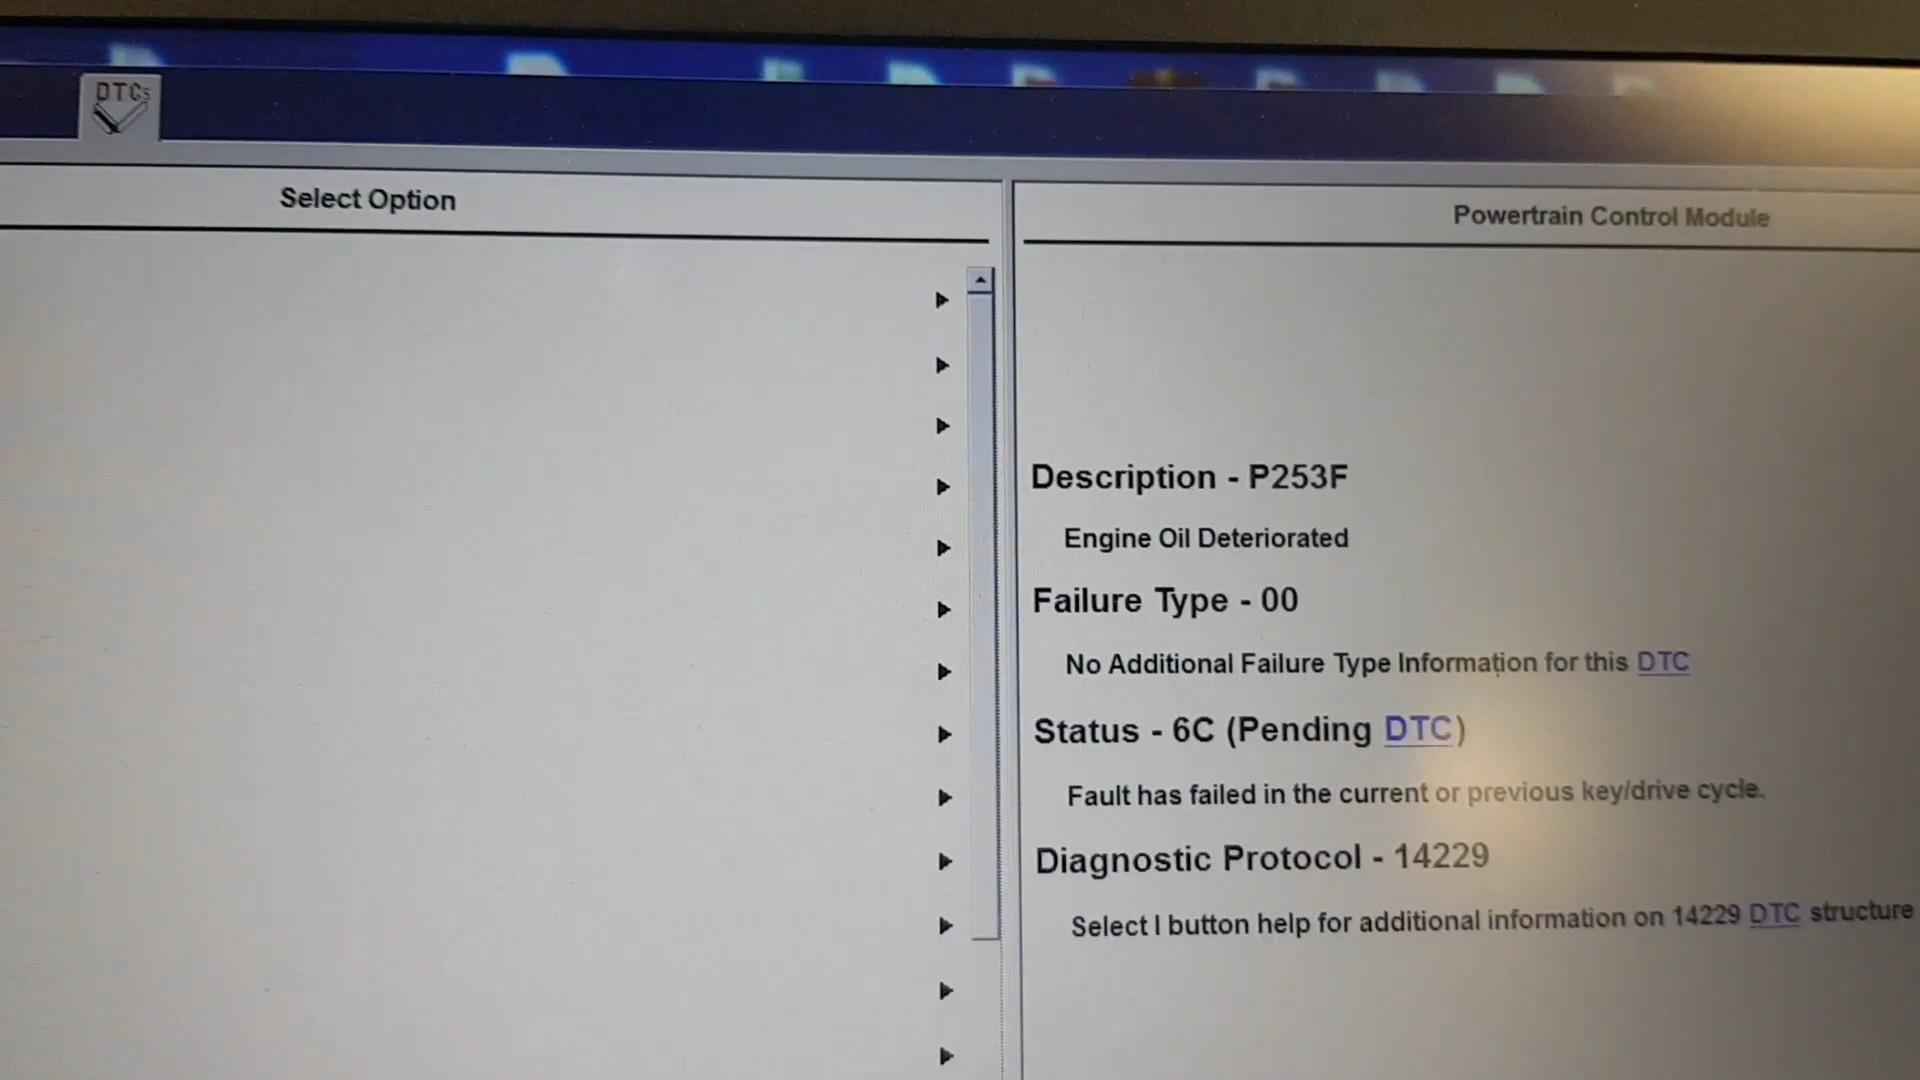 DTCs
Select Option
Powertrain Control Module
Description - P253F
Engine Oil Deteriorated
Failure Type - 00
No Additional Failure Type Information for this DTC
Status - 6C (Pending DTC)
Fault has failed in the current or previous key/drive cycle.
Diagnostic Protocol - 14229
Select I button help for additional information on 14229 DTC structure